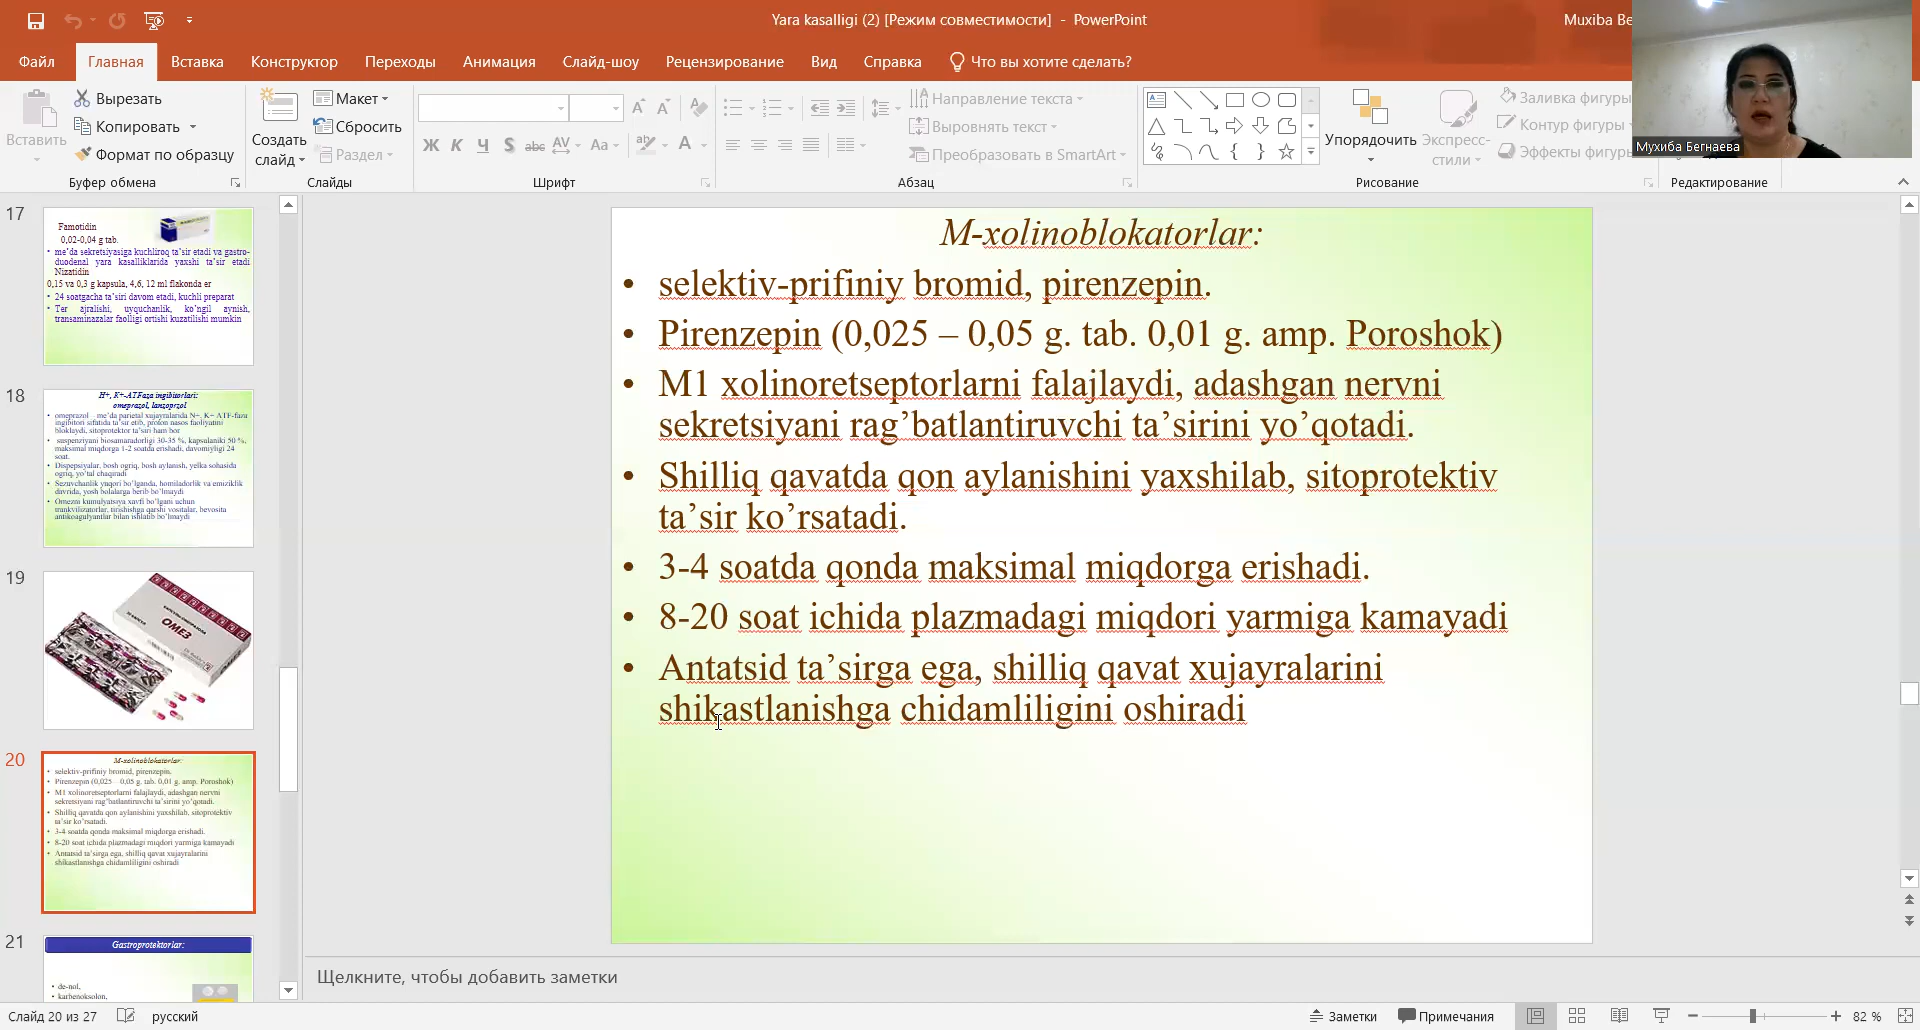 Yara kasalligi (2) [Режим совместимости] - PowerPoint
Muxiba Be
Файл Главная Вставка Конструктор Переходы Анимация Слайд-шоу Рецензирование Вид Справка Что вы хотите сделать?
Вставить
Вырезать
Копировать
Формат по образцу
Буфер обмена
Создать слайд
Макет
Сбросить
Раздел
Слайды
Ж К Ч S abc AV Aa
Шрифт
Направление текста
Выровнять текст
Преобразовать в SmartArt
Абзац
Упорядочить
Экспресс-стили
Заливка фигуры
Контур фигуры
Эффекты фигуры
Рисование
Редактирование
Мухиба Бегнаева
17
Famotidin
0,02-0,04 g tab.
• me’da sekretsiyasiga kuchliroq ta’sir etadi va gastro-
duodenal yara kasalliklarida yaxshi ta’sir etadi
Nizatidin
0,15 va 0,3 g kapsula, 4,6, 12 ml flakonda er
• 24 soatgacha ta’siri davom etadi, kuchli preparat
• Ter ajralishi, uyquchanlik, ko’ngil aynish,
transaminazalar faolligi ortishi kuzatilishi mumkin
18
H+, K+-ATFaza ingibitorlari:
omeprazol, lanzoprzol
• omeprazol – me’da parietal xujayralarida N+, K+ ATF-fazu
ingibitori sifatida ta’sir etib, proton nasos faoliyatini
bloklaydi, sitoprotektor ta’siri ham bor
• suspenziyani biosamaradorligi 30-35 %, kapsulaniki 50 %,
maksimal miqdorga 1-2 soatda erishadi, davomiyligi 24
soat.
• Dispepsiyalar, bosh ogriq, bosh aylanish, yelka sohasida
ogriq, yo’tal chaqiradi
• Sezuvchanlik yuqori bo’lganda, homiladorlik va emiziklik
davrida, yosh bolalarga berib bo’lmaydi
• Omezni kumulyatsiya xavfi bo’lgani uchun
trankvilizatorlar, tirishishga qarshi vositalar, bevosita
antikoagulyantlar bilan ishlatib bo’lmaydi
19
ОМЕЗ
20
M-xolinoblokatorlar:
• selektiv-prifiniy bromid, pirenzepin.
• Pirenzepin (0,025 – 0,05 g. tab. 0,01 g. amp. Poroshok)
• M1 xolinoretseptorlarni falajlaydi, adashgan nervni
sekretsiyani rag’batlantiruvchi ta’sirini yo’qotadi.
• Shilliq qavatda qon aylanishini yaxshilab, sitoprotektiv
ta’sir ko’rsatadi.
• 3-4 soatda qonda maksimal miqdorga erishadi.
• 8-20 soat ichida plazmadagi miqdori yarmiga kamayadi
• Antatsid ta’sirga ega, shilliq qavat xujayralarini
shikastlanishga chidamliligini oshiradi
21
Gastroprotektorlar:
• de-nol,
• karbenoksolon,
M-xolinoblokatorlar:
• selektiv-prifiniy bromid, pirenzepin.
• Pirenzepin (0,025 – 0,05 g. tab. 0,01 g. amp. Poroshok)
• M1 xolinoretseptorlarni falajlaydi, adashgan nervni
sekretsiyani rag’batlantiruvchi ta’sirini yo’qotadi.
• Shilliq qavatda qon aylanishini yaxshilab, sitoprotektiv
ta’sir ko’rsatadi.
• 3-4 soatda qonda maksimal miqdorga erishadi.
• 8-20 soat ichida plazmadagi miqdori yarmiga kamayadi
• Antatsid ta’sirga ega, shilliq qavat xujayralarini
shikastlanishga chidamliligini oshiradi
Щелкните, чтобы добавить заметки
Слайд 20 из 27 русский Заметки Примечания 82 %